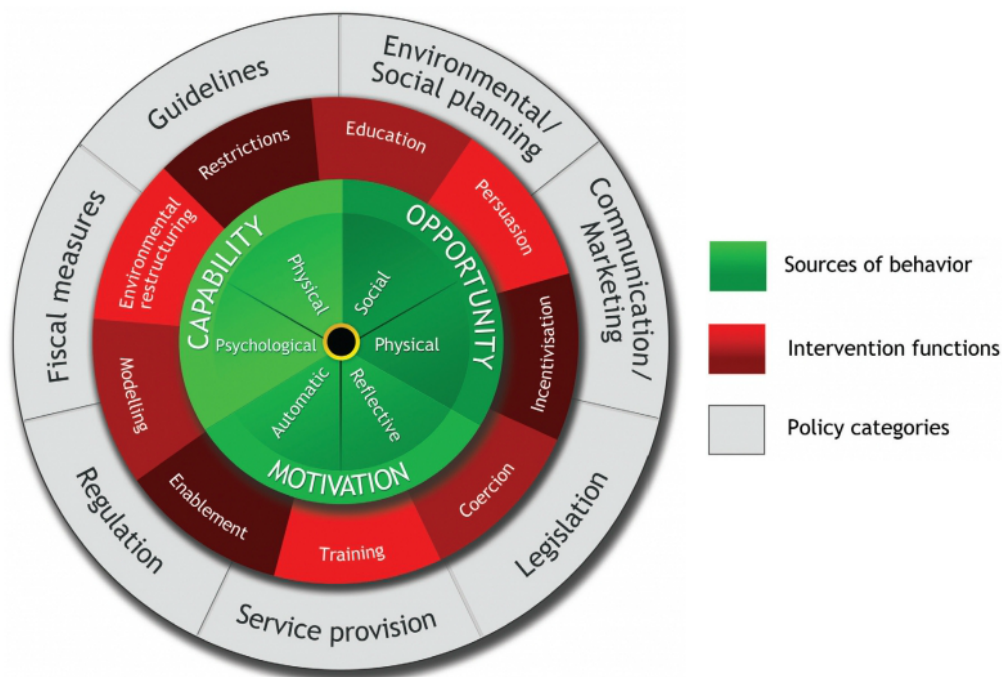 Guidelines
Environmental/
Social planning
Communication/
Marketing
Legislation
Service provision
Regulation
Fiscal measures
Restrictions
Education
Persuasion
Incentivisation
Coercion
Training
Enablement
Modelling
Environmental
restructuring
CAPABILITY
OPPORTUNITY
MOTIVATION
Physical
Social
Psychological
Physical
Automatic
Reflective
Sources of behavior
Intervention functions
Policy categories